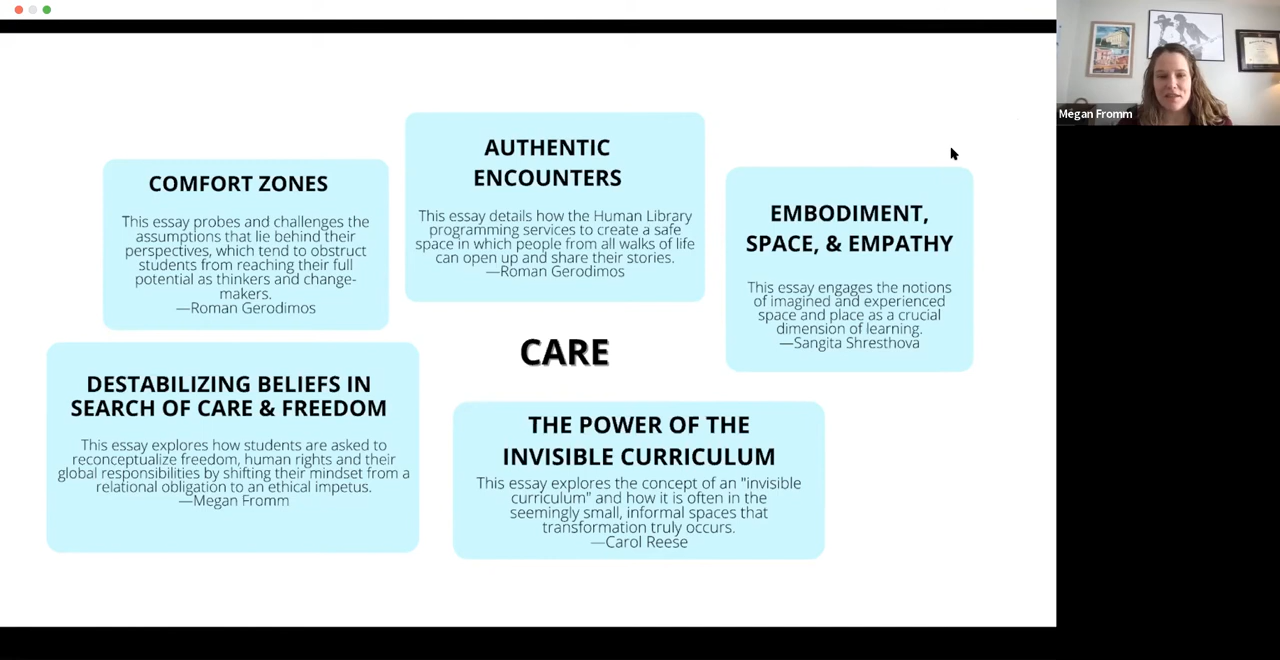 COMFORT ZONES
This essay probes and challenges the
assumptions that lie behind their
perspectives, which tend to obstruct
students from reaching their full
potential as thinkers and change-
makers.
—Roman Gerodimos
AUTHENTIC
ENCOUNTERS
This essay details how the Human Library
programming services to create a safe
space in which people from all walks of life
can open up and share their stories.
—Roman Gerodimos
EMBODIMENT,
SPACE, & EMPATHY
This essay engages the notions
of imagined and experienced
space and place as a crucial
dimension of learning.
—Sangita Shresthova
CARE
DESTABILIZING BELIEFS IN
SEARCH OF CARE & FREEDOM
This essay explores how students are asked to
reconceptualize freedom, human rights and their
global responsibilities by shifting their mindset from a
relational obligation to an ethical impetus.
—Megan Fromm
THE POWER OF THE
INVISIBLE CURRICULUM
This essay explores the concept of an "invisible
curriculum" and how it is often in the
seemingly small, informal spaces that
transformation truly occurs.
—Carol Reese
Megan Fromm